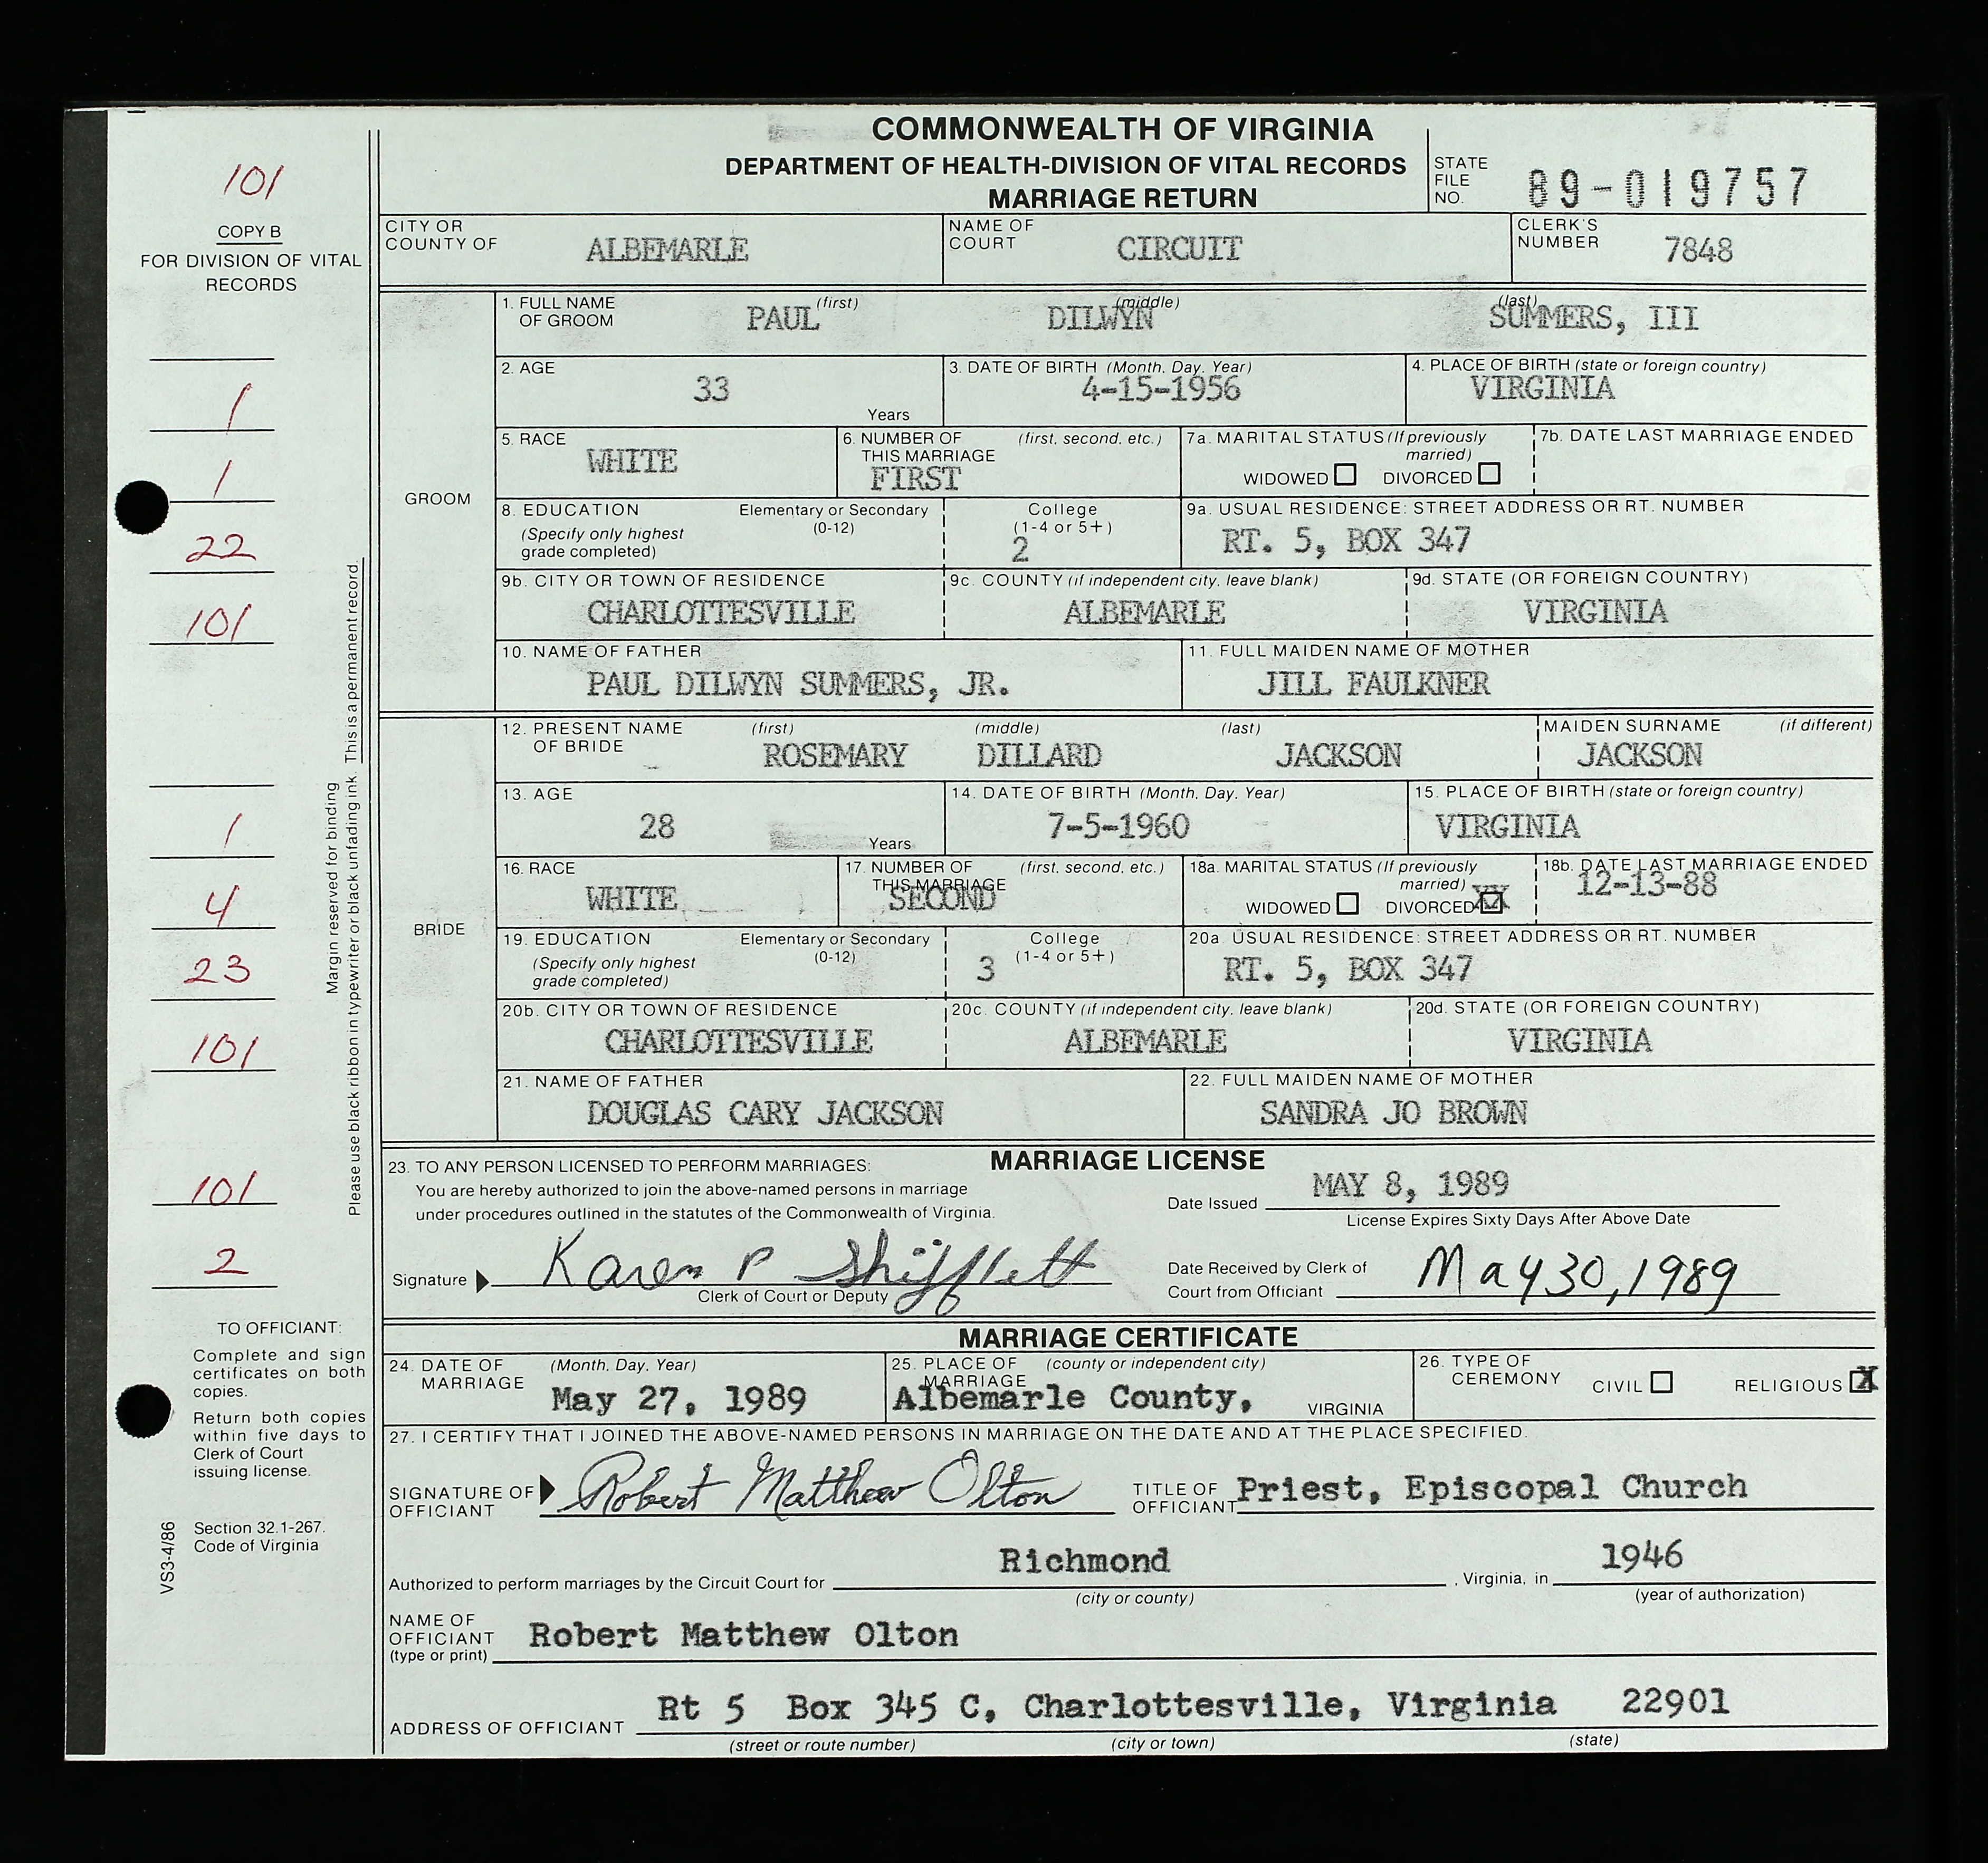 COMMONWEALTH OF VIRGINIA
DEPARTMENT OF HEALTH-DIVISION OF VITAL RECORDS
MARRIAGE RETURN
STATE FILE NO. 89-019757
101
COPY B
FOR DIVISION OF VITAL
RECORDS
1
1
22
101
1
4
23
101
101
2
Margin reserved for binding
Please use black ribbon in typewriter or black unfading ink. This is a permanent record.
TO OFFICIANT:
Complete and sign
certificates on both
copies.
Return both copies
within five days to
Clerk of Court
issuing license.
Section 32.1-267.
Code of Virginia
VS3-4/86
CITY OR COUNTY OF ALBEMARLE NAME OF COURT CIRCUIT CLERK'S NUMBER 7848
GROOM
1. FULL NAME OF GROOM PAUL (first) DILWYN (middle) SUMMERS, III (last)
2. AGE 33 Years 3. DATE OF BIRTH (Month, Day, Year) 4-15-1956 4. PLACE OF BIRTH (state or foreign country) VIRGINIA
5. RACE WHITE 6. NUMBER OF THIS MARRIAGE (first, second, etc.) FIRST 7a. MARITAL STATUS (If previously married) WIDOWED DIVORCED 7b. DATE LAST MARRIAGE ENDED
8. EDUCATION (Specify only highest grade completed) Elementary or Secondary (0-12) College (1-4 or 5+) 2 9a. USUAL RESIDENCE: STREET ADDRESS OR RT. NUMBER RT. 5, BOX 347
9b. CITY OR TOWN OF RESIDENCE CHARLOTTESVILLE 9c. COUNTY (if independent city, leave blank) ALBEMARLE 9d. STATE (OR FOREIGN COUNTRY) VIRGINIA
10. NAME OF FATHER PAUL DILWYN SUMMERS, JR. 11. FULL MAIDEN NAME OF MOTHER JILL FAULKNER
BRIDE
12. PRESENT NAME OF BRIDE (first) ROSEMARY (middle) DILLARD (last) JACKSON MAIDEN SURNAME (if different) JACKSON
13. AGE 28 Years 14. DATE OF BIRTH (Month, Day, Year) 7-5-1960 15. PLACE OF BIRTH (state or foreign country) VIRGINIA
16. RACE WHITE 17. NUMBER OF THIS MARRIAGE (first, second, etc.) SECOND 18a. MARITAL STATUS (If previously married) WIDOWED DIVORCED XX 18b. DATE LAST MARRIAGE ENDED 12-13-88
19. EDUCATION (Specify only highest grade completed) Elementary or Secondary (0-12) College (1-4 or 5+) 3 20a. USUAL RESIDENCE: STREET ADDRESS OR RT. NUMBER RT. 5, BOX 347
20b. CITY OR TOWN OF RESIDENCE CHARLOTTESVILLE 20c. COUNTY (if independent city, leave blank) ALBEMARLE 20d. STATE (OR FOREIGN COUNTRY) VIRGINIA
21. NAME OF FATHER DOUGLAS CARY JACKSON 22. FULL MAIDEN NAME OF MOTHER SANDRA JO BROWN
MARRIAGE LICENSE
23. TO ANY PERSON LICENSED TO PERFORM MARRIAGES:
You are hereby authorized to join the above-named persons in marriage
under procedures outlined in the statutes of the Commonwealth of Virginia.
Date Issued MAY 8, 1989
License Expires Sixty Days After Above Date
Signature Karen P Shifflett
Clerk of Court or Deputy
Date Received by Clerk of Court from Officiant May 30, 1989
MARRIAGE CERTIFICATE
24. DATE OF MARRIAGE (Month, Day, Year) May 27, 1989 25. PLACE OF MARRIAGE (county or independent city) Albemarle County, VIRGINIA 26. TYPE OF CEREMONY CIVIL RELIGIOUS X
27. I CERTIFY THAT I JOINED THE ABOVE-NAMED PERSONS IN MARRIAGE ON THE DATE AND AT THE PLACE SPECIFIED.
SIGNATURE OF OFFICIANT Robert Matthew Olton TITLE OF OFFICIANT Priest, Episcopal Church
Authorized to perform marriages by the Circuit Court for Richmond, Virginia, in 1946
(city or county) (year of authorization)
NAME OF OFFICIANT (type or print) Robert Matthew Olton
ADDRESS OF OFFICIANT Rt 5 Box 345 C, Charlottesville, Virginia 22901
(street or route number) (city or town) (state)